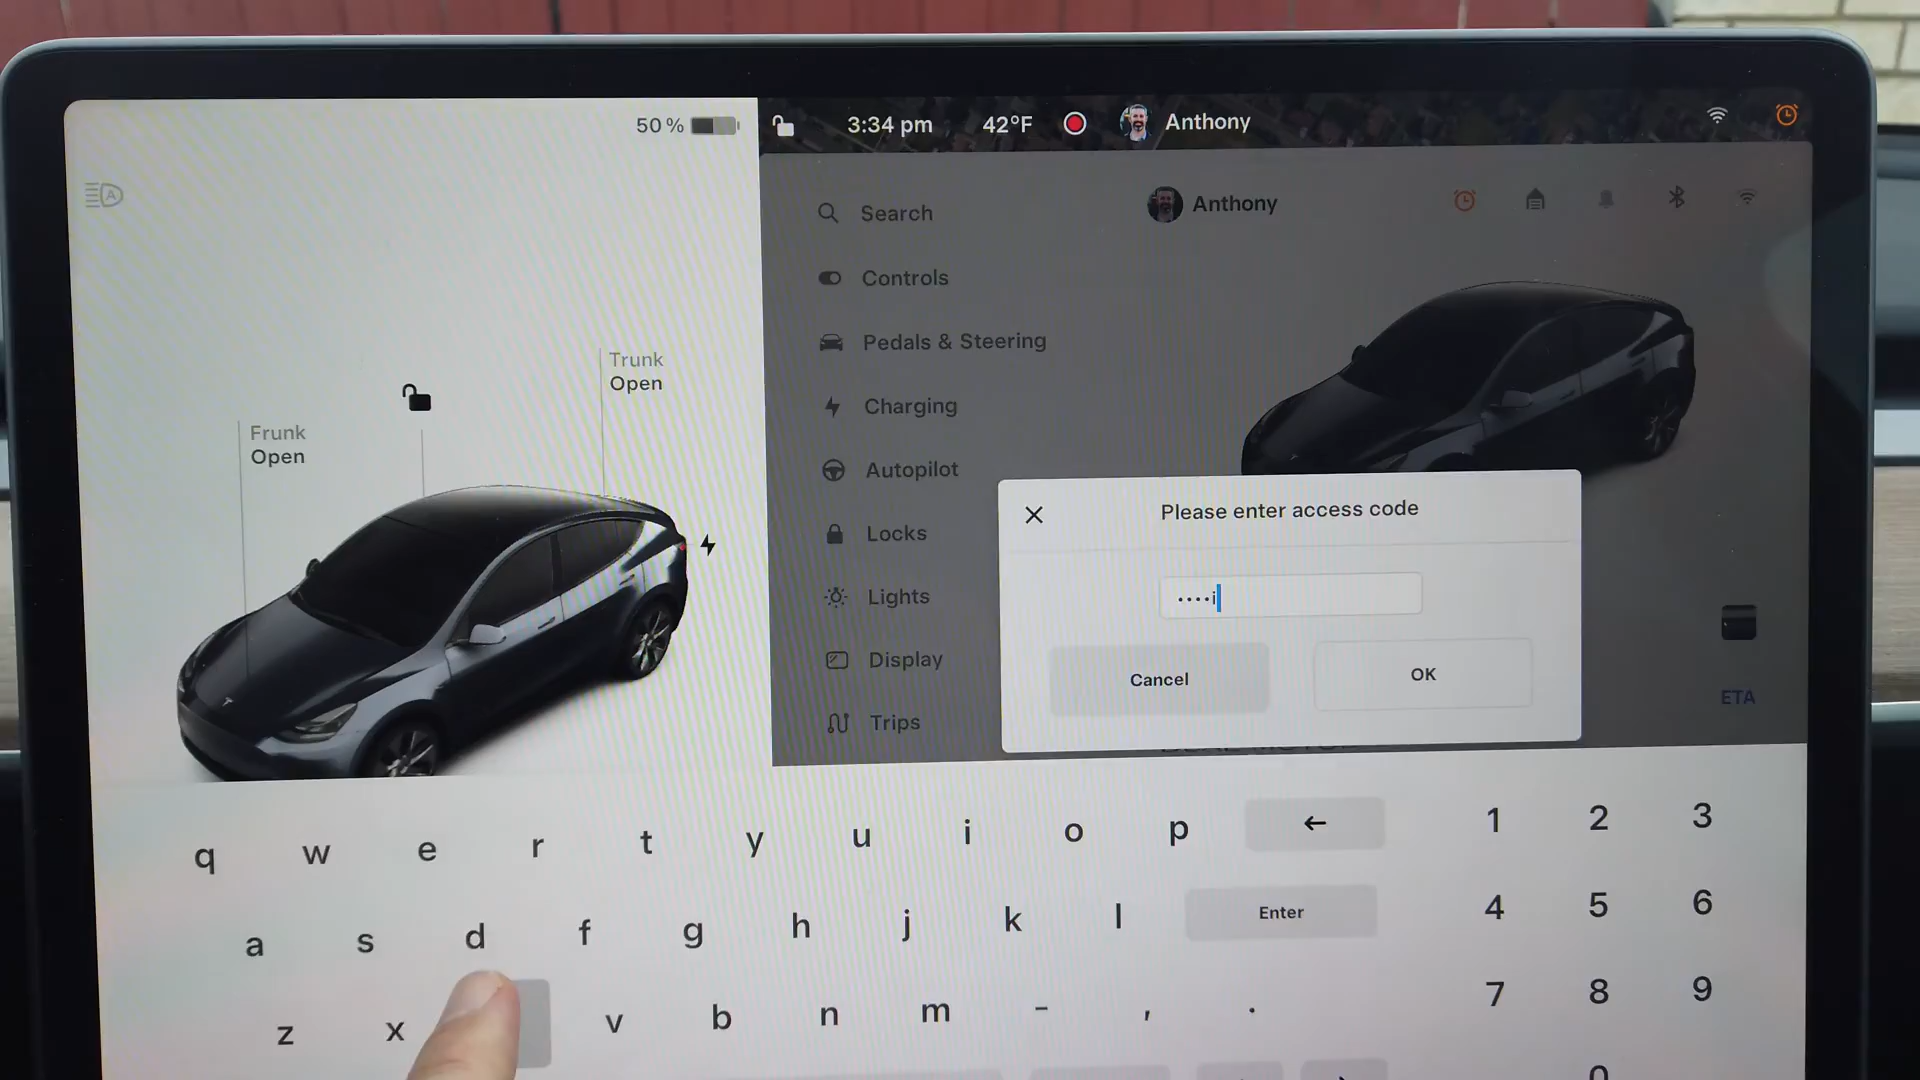 50 %
3:34 pm 42°F Anthony
Trunk
Open
Frunk
Open
Search
Controls
Pedals & Steering
Charging
Autopilot
Locks
Lights
Display
Trips
Anthony
Please enter access code
••••i
Cancel OK
ETA
q w e r t y u i o p ← 1 2 3
a s d f g h j k l Enter 4 5 6
z x v b n m - , . 7 8 9
0